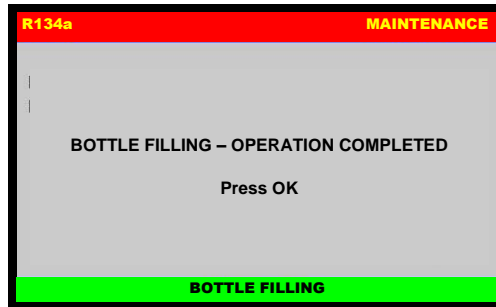 R134a MAINTENANCE
BOTTLE FILLING – OPERATION COMPLETED
Press OK
BOTTLE FILLING